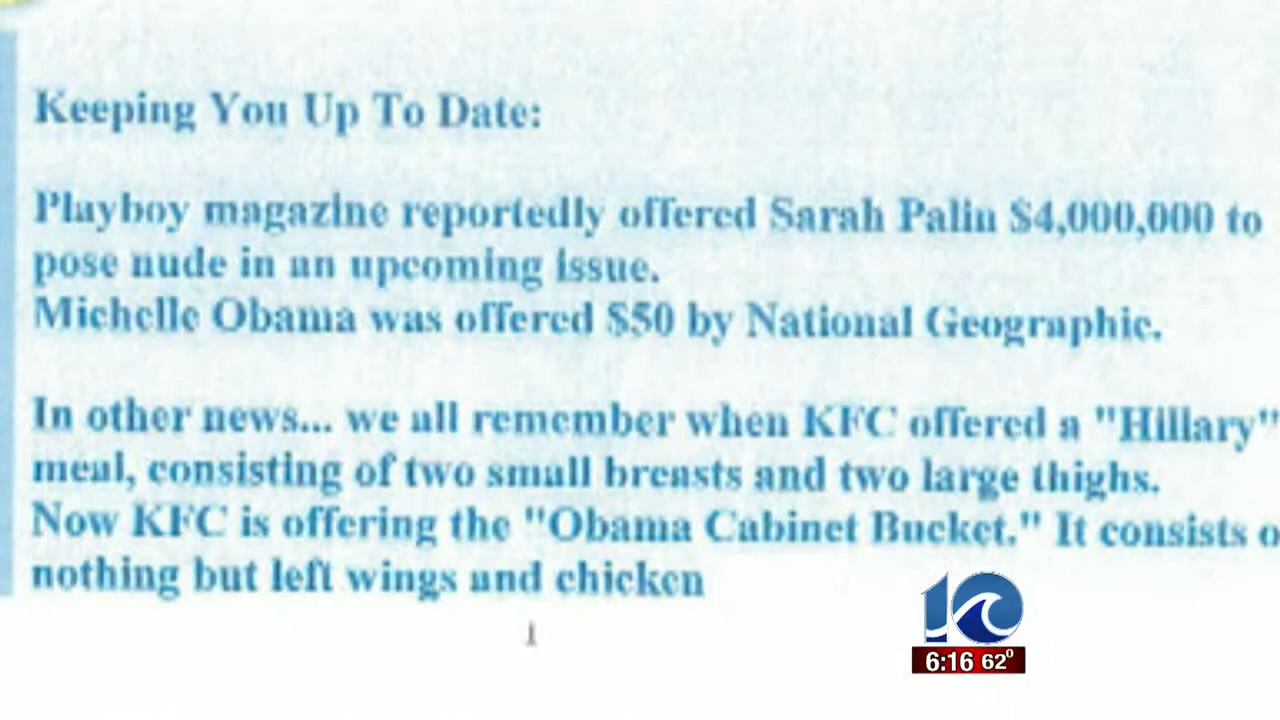 Keeping You Up To Date:
Playboy magazine reportedly offered Sarah Palin $4,000,000 to
pose nude in an upcoming issue.
Michelle Obama was offered $50 by National Geographic.
In other news... we all remember when KFC offered a "Hillary"
meal, consisting of two small breasts and two large thighs.
Now KFC is offering the "Obama Cabinet Bucket." It consists o
nothing but left wings and chicken
1
10
6:16 62⁰